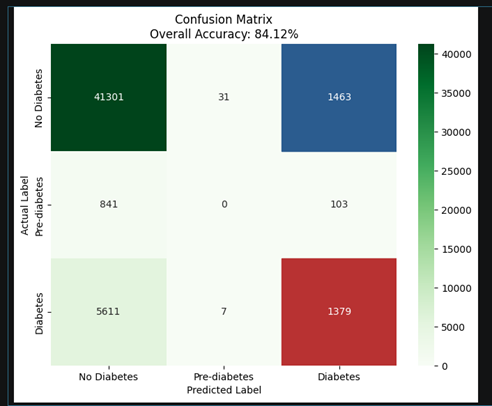 Confusion Matrix
Overall Accuracy: 84.12%
No Diabetes
41301 31 1463
Actual Label
Pre-diabetes
841 0 103
Diabetes
5611 7 1379
No Diabetes Pre-diabetes Diabetes
Predicted Label
40000
35000
30000
25000
20000
15000
10000
5000
0